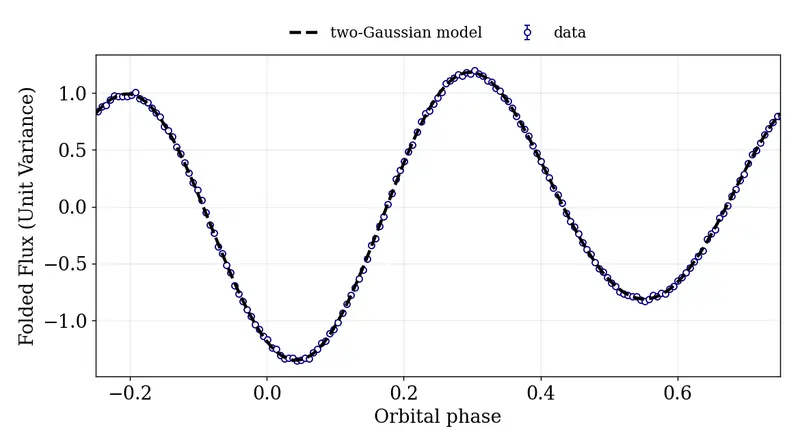 two-Gaussian model data
Folded Flux (Unit Variance)
1.0
0.5
0.0
−0.5
−1.0
−0.2 0.0 0.2 0.4 0.6
Orbital phase